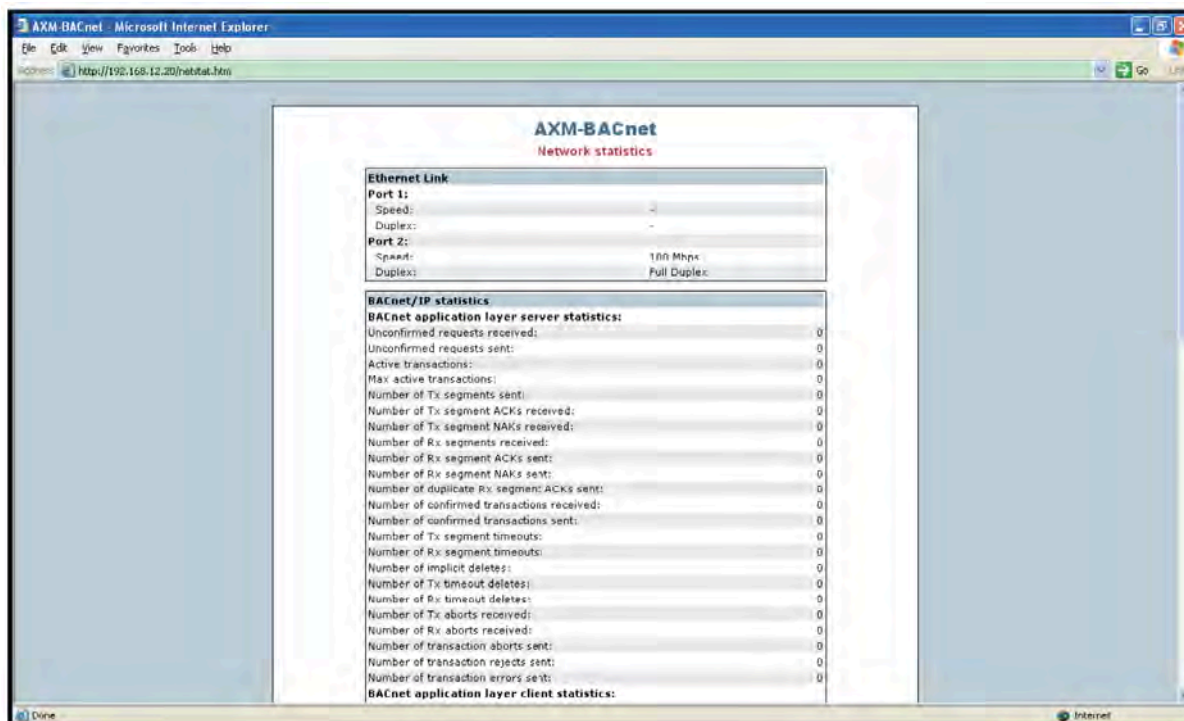 AXM-BACnet - Microsoft Internet Explorer
File Edit View Favorites Tools Help
Address http://192.168.12.20/netstat.htm Go Links
AXM-BACnet
Network statistics
Ethernet Link
Port 1:
Speed: -
Duplex: -
Port 2:
Speed: 100 Mbps
Duplex: Full Duplex
BACnet/IP statistics
BACnet application layer server statistics:
Unconfirmed requests received: 0
Unconfirmed requests sent: 0
Active transactions: 0
Max active transactions: 0
Number of Tx segments sent: 0
Number of Tx segment ACKs received: 0
Number of Tx segment NAKs received: 0
Number of Rx segments received: 0
Number of Rx segment ACKs sent: 0
Number of Rx segment NAKs sent: 0
Number of duplicate Rx segment ACKs sent: 0
Number of confirmed transactions received: 0
Number of confirmed transactions sent: 0
Number of Tx segment timeouts: 0
Number of Rx segment timeouts: 0
Number of implicit deletes: 0
Number of Tx timeout deletes: 0
Number of Rx timeout deletes: 0
Number of Tx aborts received: 0
Number of Rx aborts received: 0
Number of transaction aborts sent: 0
Number of transaction rejects sent: 0
Number of transaction errors sent: 0
BACnet application layer client statistics:
Done Internet